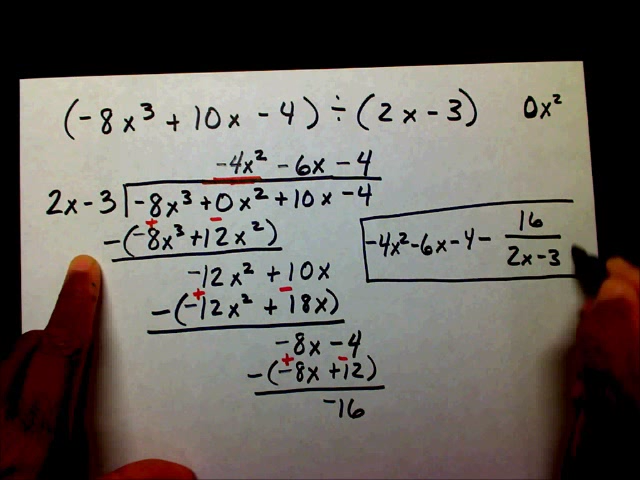 (-8x³ + 10x - 4) ÷ (2x - 3) 0x²
-4x² - 6x - 4
2x - 3 -8x³ + 0x² + 10x - 4
-(-8x³ + 12x²)
+ -
-12x² + 10x
-(-12x² + 18x)
+ -
-8x - 4
-(-8x + 12)
+ -
-16
-4x² - 6x - 4 - 16
2x - 3